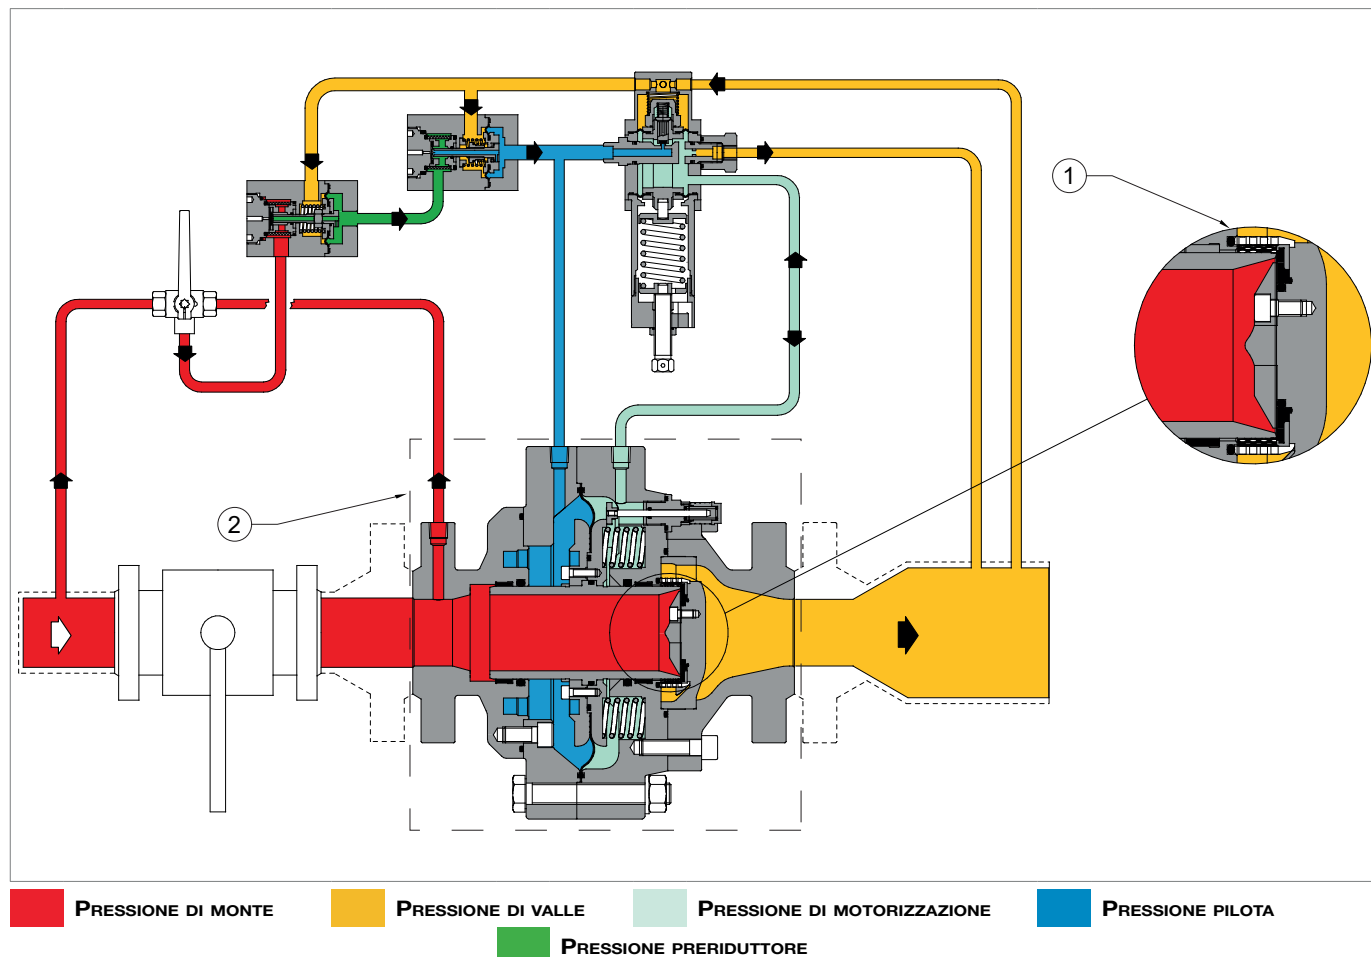 1
2
Pressione di monte
Pressione di valle
Pressione di motorizzazione
Pressione pilota
Pressione preriduttore